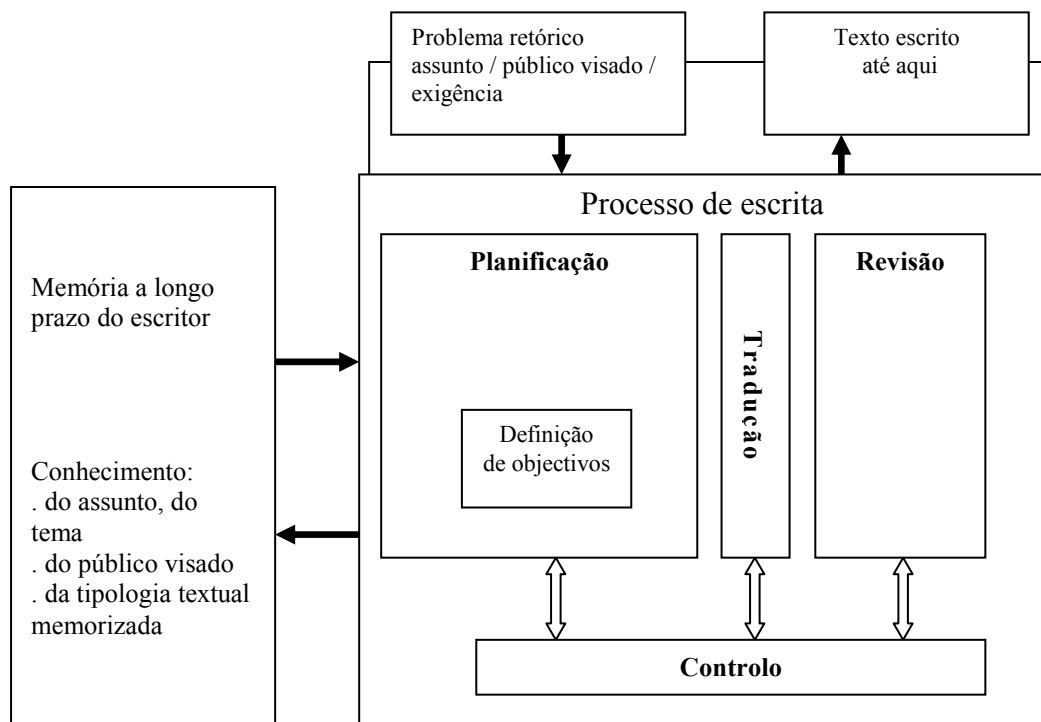 Problema retórico
assunto / público visado /
exigência
Texto escrito
até aqui
Processo de escrita
Planificação
Tradução
Revisão
Memória a longo
prazo do escritor
Definição
de objectivos
Conhecimento:
. do assunto, do
tema
. do público visado
. da tipologia textual
memorizada
Controlo